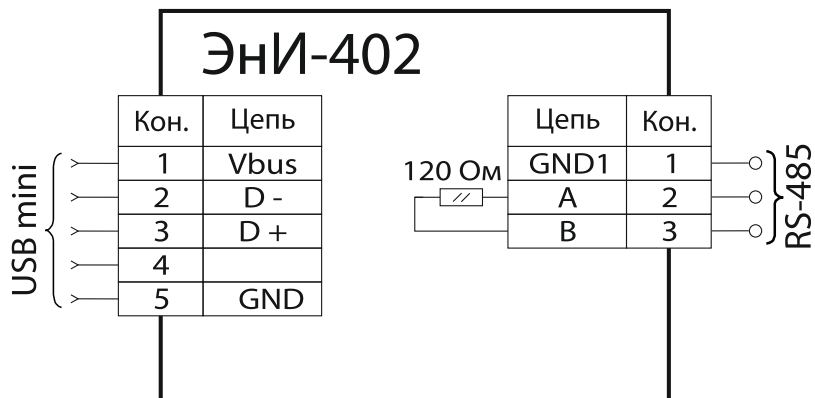 ЭнИ-402
Кон. Цепь
1 Vbus
2 D -
3 D +
4
5 GND
USB mini
120 Ом
Цепь Кон.
GND1 1
A 2
B 3
RS-485